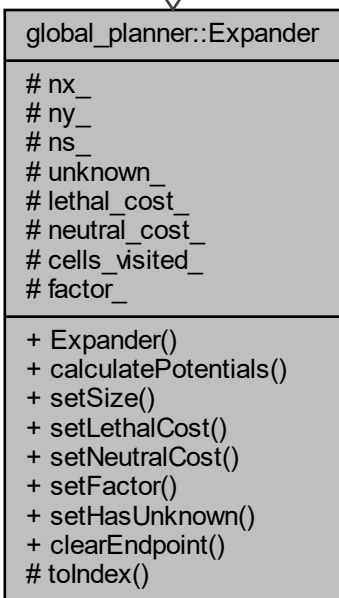 global_planner::Expander
# nx_
# ny_
# ns_
# unknown_
# lethal_cost_
# neutral_cost_
# cells_visited_
# factor_
+ Expander()
+ calculatePotentials()
+ setSize()
+ setLethalCost()
+ setNeutralCost()
+ setFactor()
+ setHasUnknown()
+ clearEndpoint()
# toIndex()